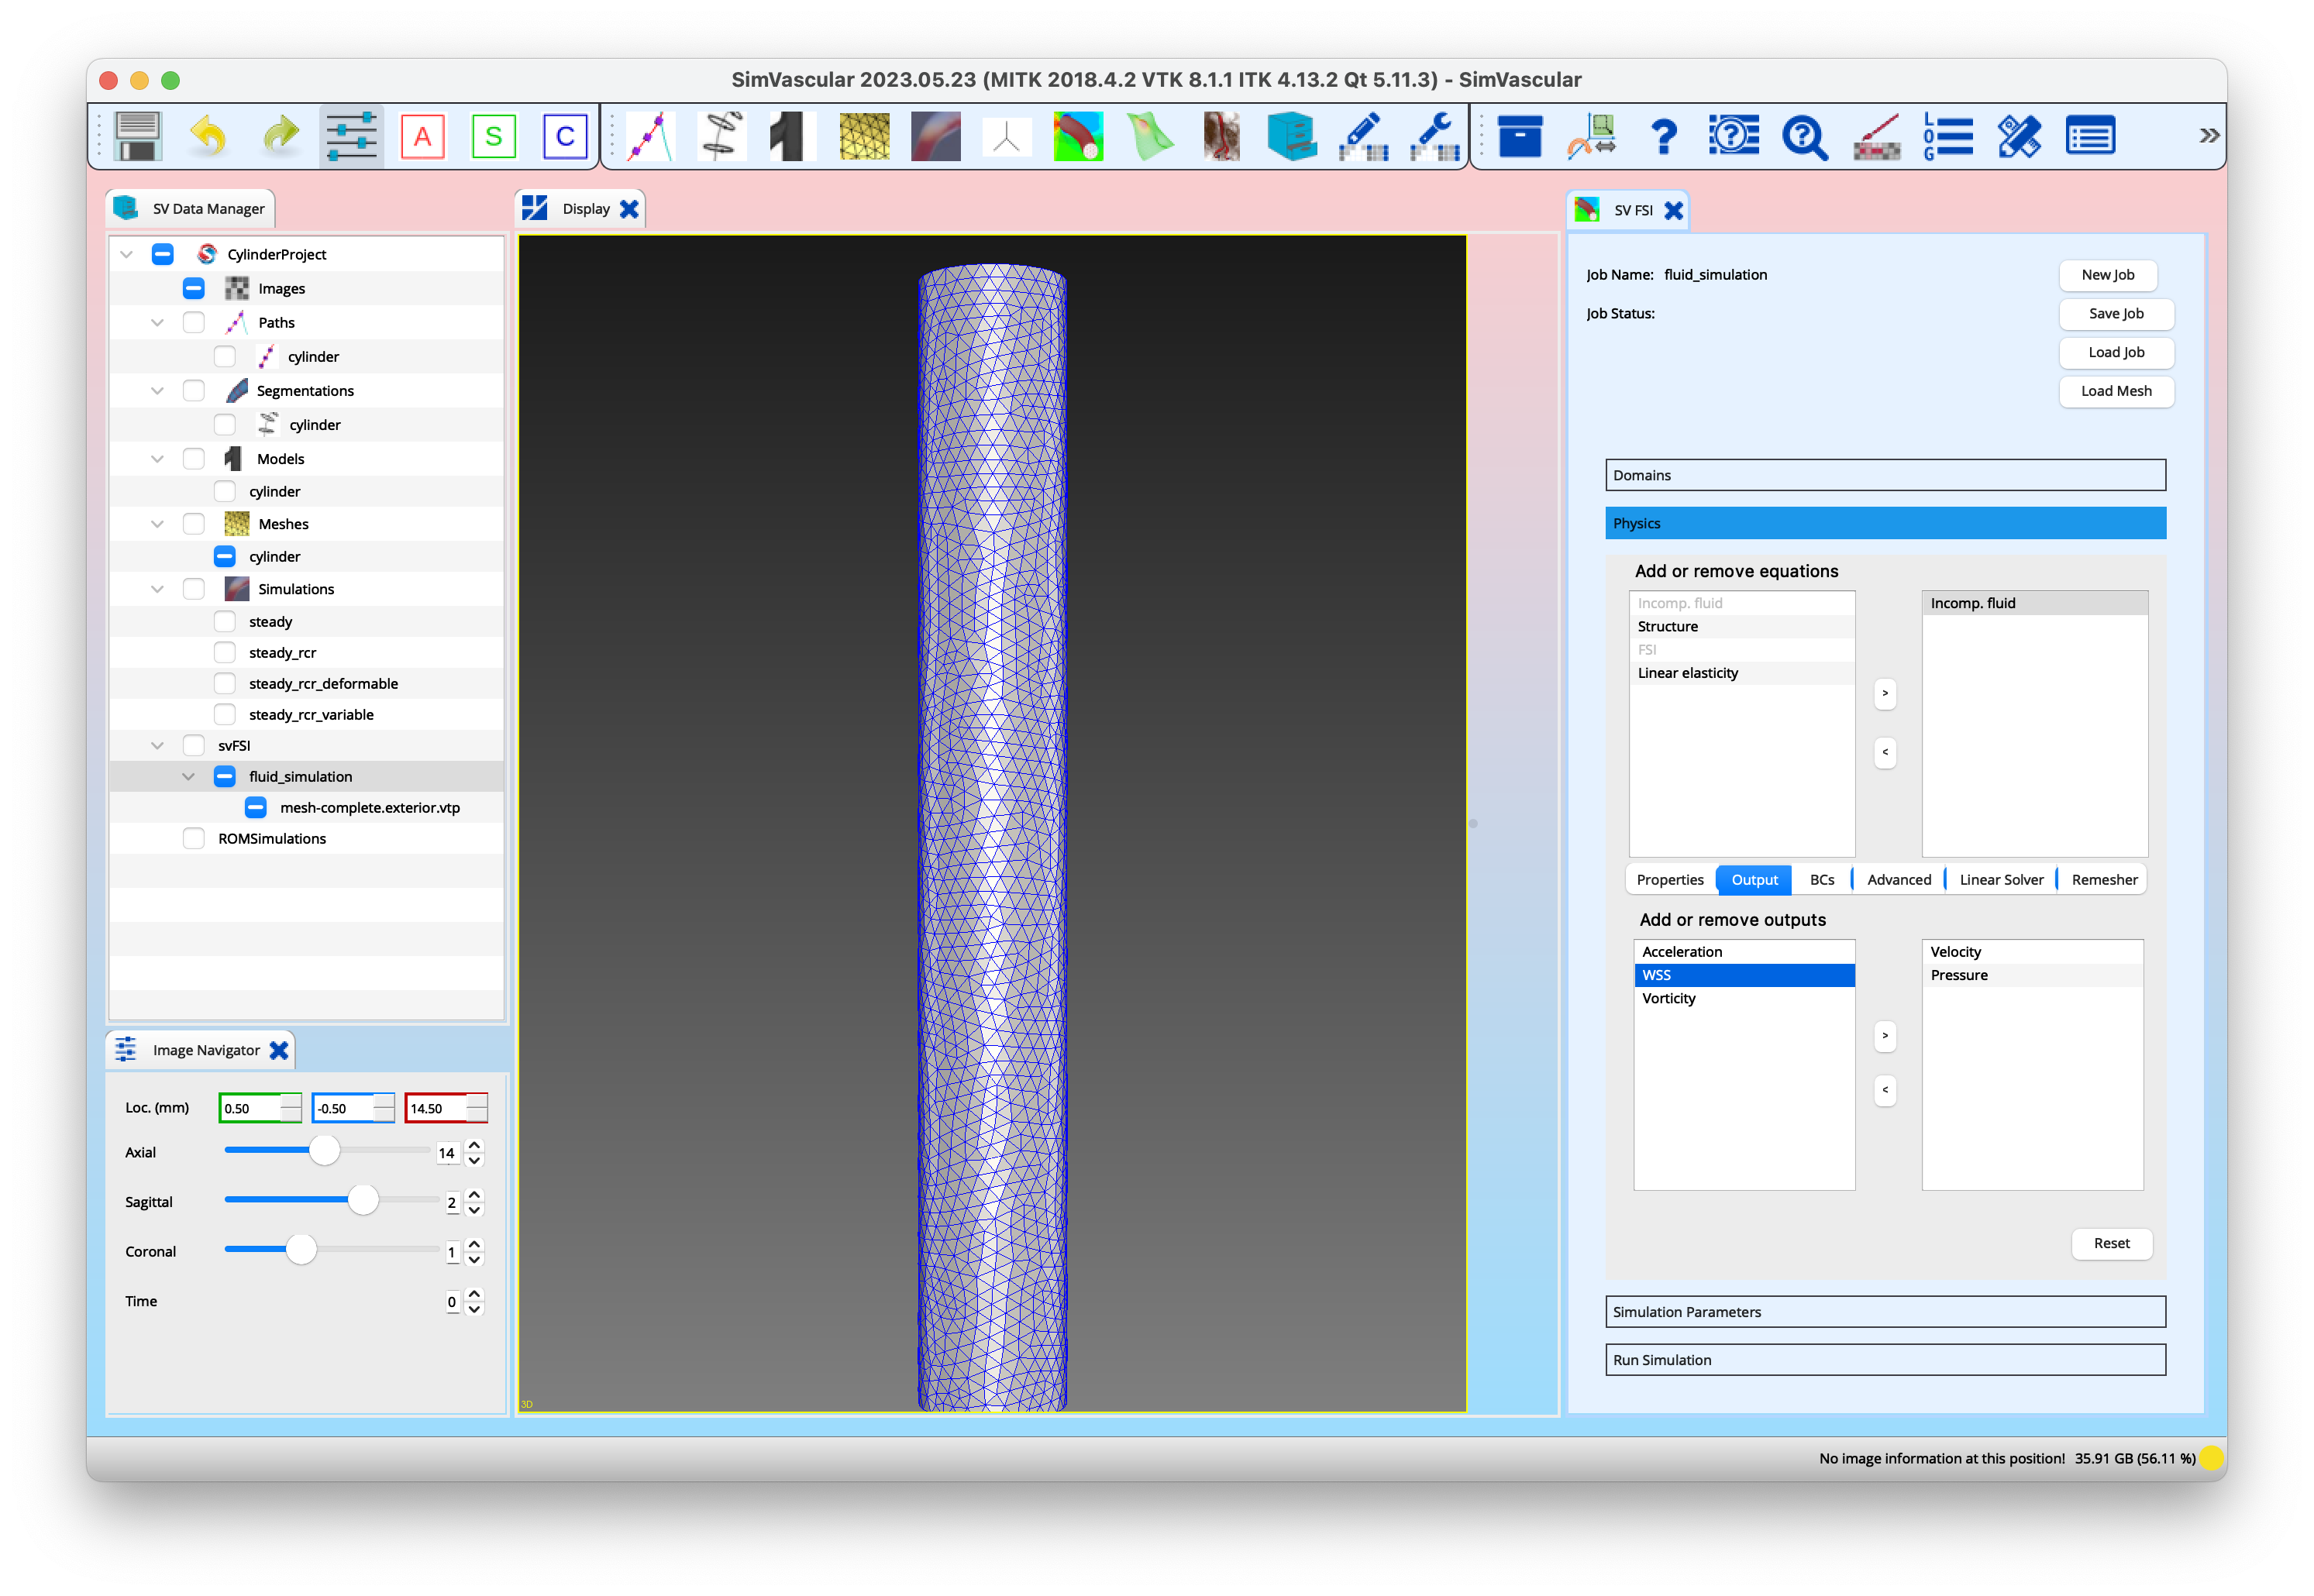 SimVascular 2023.05.23 (MITK 2018.4.2 VTK 8.1.1 ITK 4.13.2 Qt 5.11.3) - SimVascular
A S C
? ? ? LOG »
SV Data Manager
CylinderProject
Images
Paths
cylinder
Segmentations
cylinder
Models
cylinder
Meshes
cylinder
Simulations
steady
steady_rcr
steady_rcr_deformable
steady_rcr_variable
svFSI
fluid_simulation
mesh-complete.exterior.vtp
ROMSimulations
Image Navigator
Loc. (mm) 0.50 -0.50 14.50
Axial 14
Sagittal 2
Coronal 1
Time 0
Display
3D
SV FSI
Job Name: fluid_simulation
New Job
Job Status:
Save Job
Load Job
Load Mesh
Domains
Physics
Add or remove equations
Incomp. fluid
Structure
FSI
Linear elasticity
>
<
Incomp. fluid
Properties Output BCs Advanced Linear Solver Remesher
Add or remove outputs
Acceleration
WSS
Vorticity
>
<
Velocity
Pressure
Reset
Simulation Parameters
Run Simulation
No image information at this position! 35.91 GB (56.11 %)